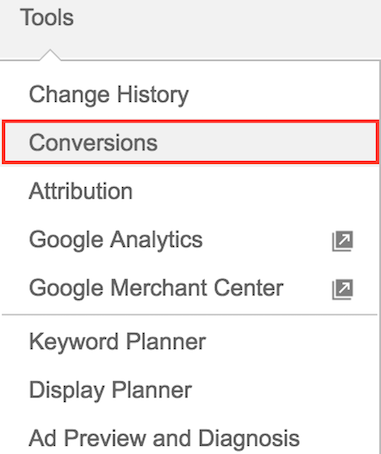 Tools
Change History
Conversions
Attribution
Google Analytics
Google Merchant Center
Keyword Planner
Display Planner
Ad Preview and Diagnosis